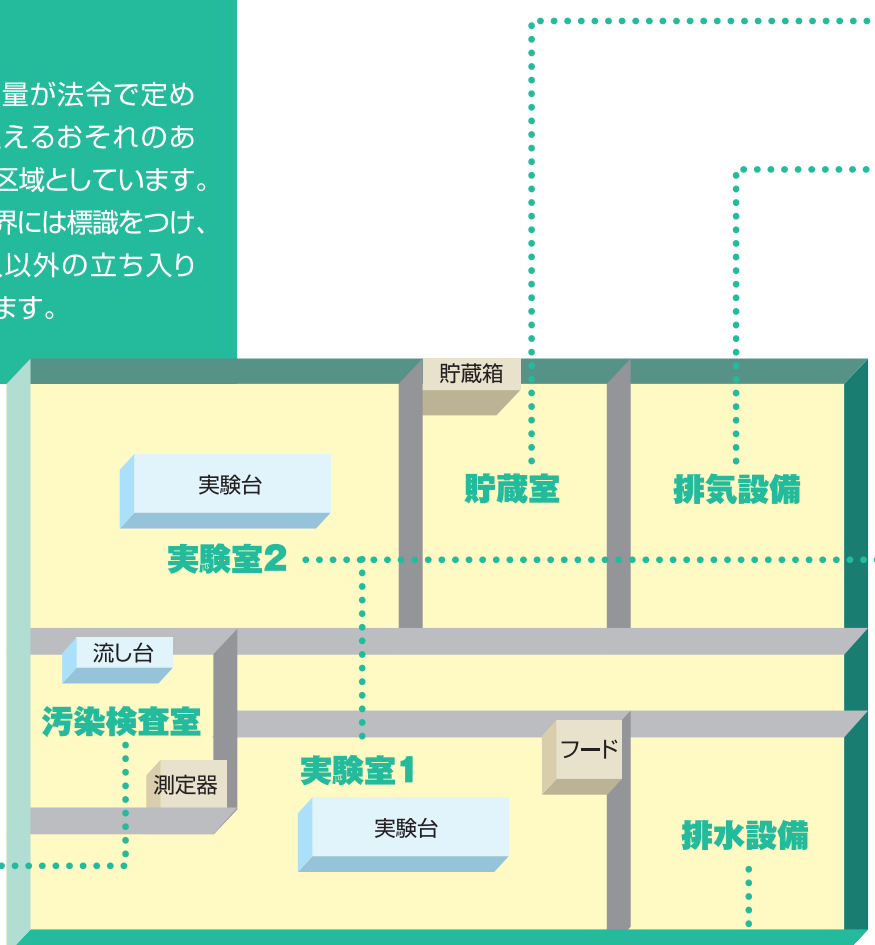 量が法令で定め
えるおそれのあ
区域としています。
界には標識をつけ、
以外の立ち入り
ます。
貯蔵箱
実験台
貯蔵室
排気設備
実験室2
流し台
汚染検査室
フード
測定器
実験室1
実験台
排水設備